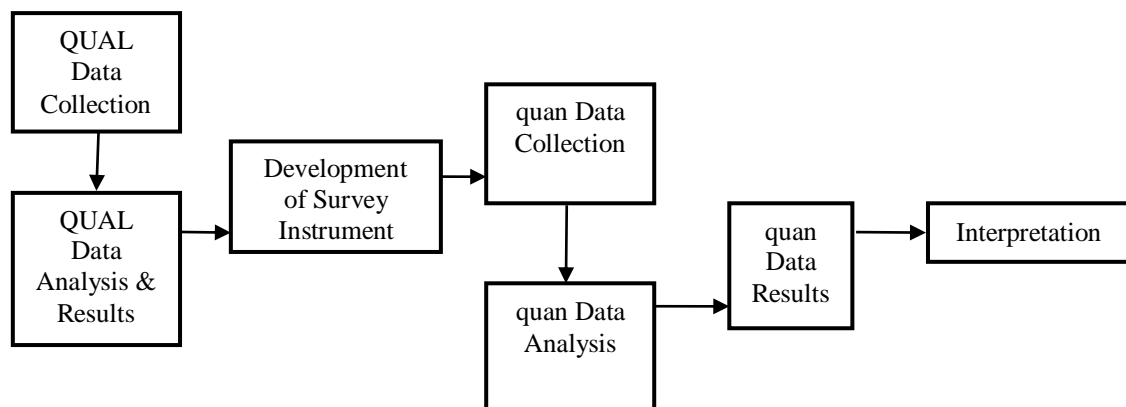 QUAL
Data
Collection
QUAL
Data
Analysis &
Results
Development
of Survey
Instrument
quan Data
Collection
quan Data
Analysis
quan
Data
Results
Interpretation